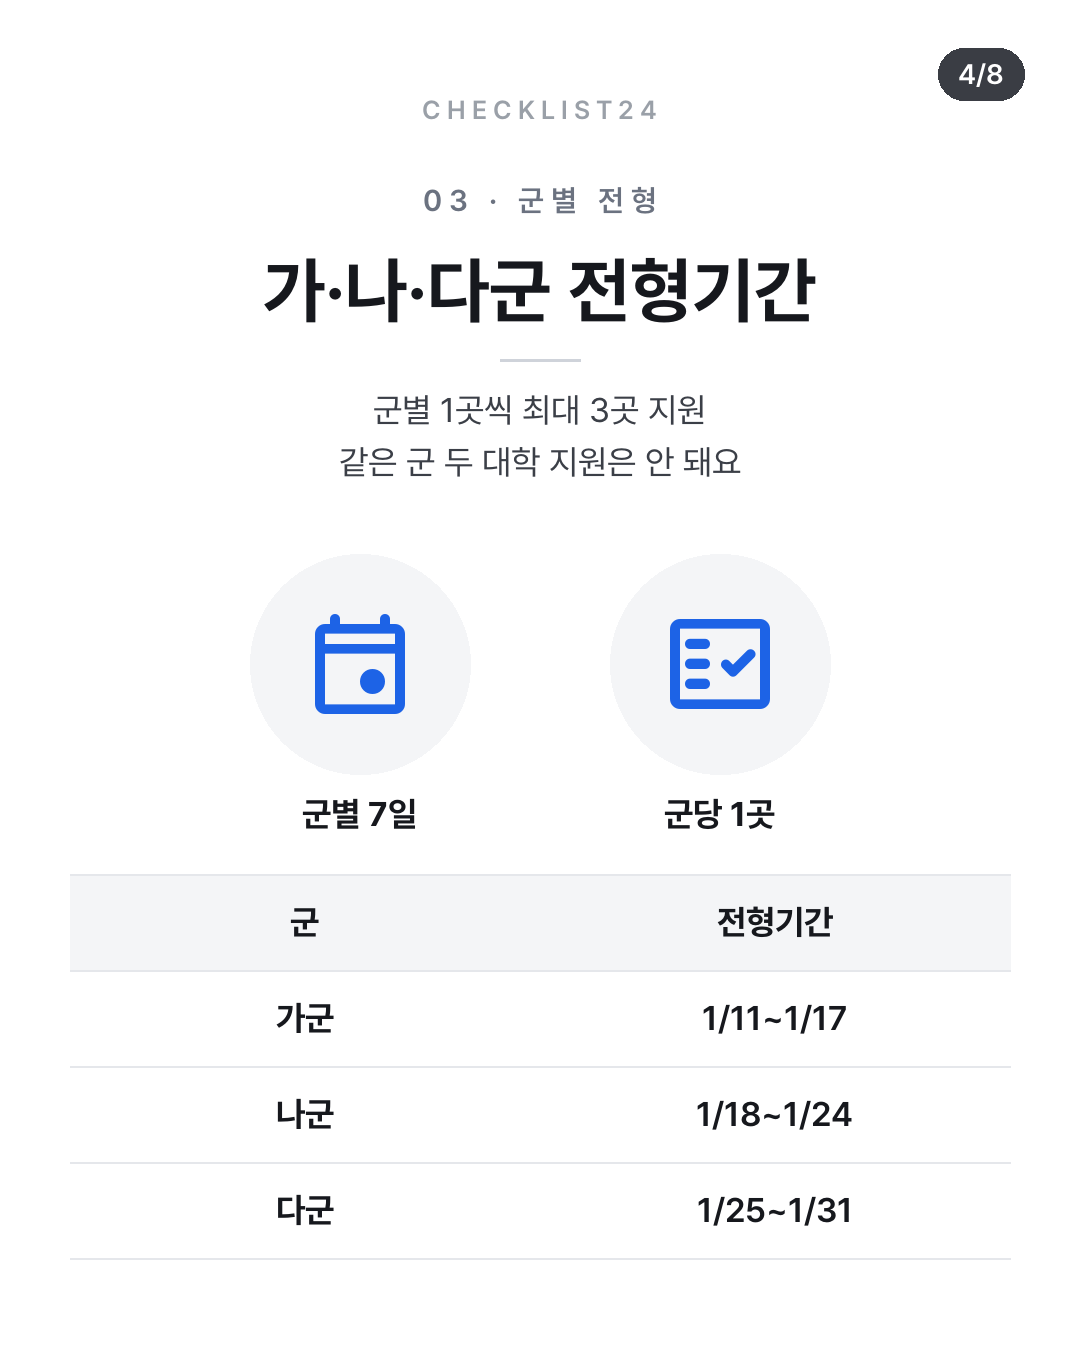 4/8
CHECKLIST24
03 · 군별 전형
가·나·다군 전형기간
군별 1곳씩 최대 3곳 지원
같은 군 두 대학 지원은 안 돼요
군별 7일
군당 1곳
군 전형기간
가군 1/11~1/17
나군 1/18~1/24
다군 1/25~1/31